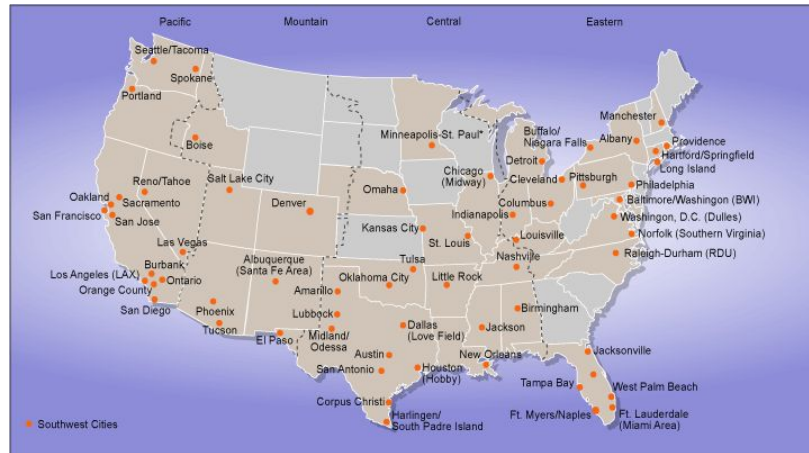 Pacific
Mountain
Central
Eastern
Seattle/Tacoma
Spokane
Portland
Boise
Reno/Tahoe
Salt Lake City
Oakland
Sacramento
San Francisco
San Jose
Denver
Las Vegas
Burbank
Los Angeles (LAX)
Ontario
Orange County
San Diego
Phoenix
Tucson
Albuquerque
(Santa Fe Area)
El Paso
Minneapolis-St. Paul*
Omaha
Kansas City
St. Louis
Chicago
(Midway)
Indianapolis
Tulsa
Oklahoma City
Little Rock
Amarillo
Lubbock
Midland/
Odessa
Dallas
(Love Field)
Austin
San Antonio
Houston
(Hobby)
Corpus Christi
Harlingen/
South Padre Island
Jackson
New Orleans
Nashville
Birmingham
Louisville
Columbus
Cleveland
Detroit
Buffalo/
Niagara Falls
Pittsburgh
Albany
Manchester
Providence
Hartford/Springfield
Long Island
Philadelphia
Baltimore/Washington (BWI)
Washingon, D.C. (Dulles)
Norfolk (Southern Virginia)
Raleigh-Durham (RDU)
Jacksonville
Tampa Bay
West Palm Beach
Ft. Myers/Naples
Ft. Lauderdale
(Miami Area)
Southwest Cities